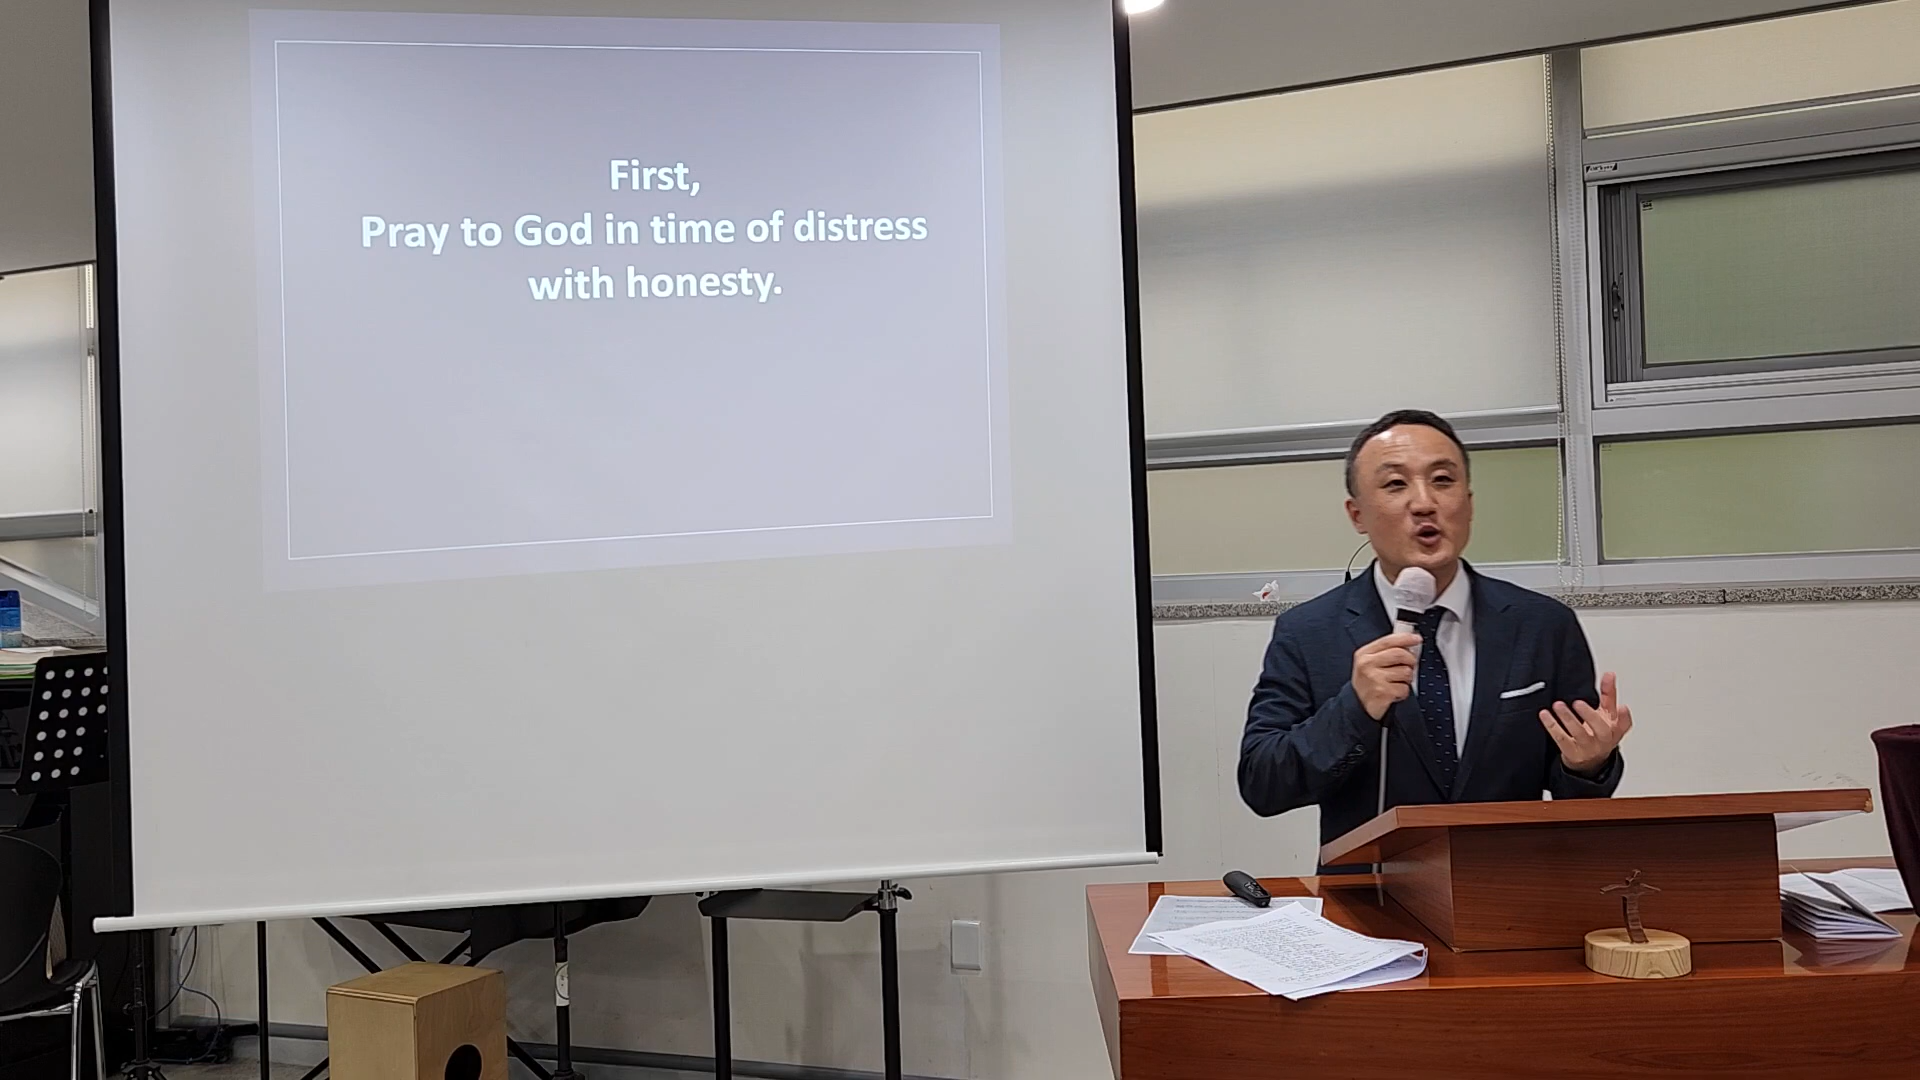 First,
Pray to God in time of distress
with honesty.